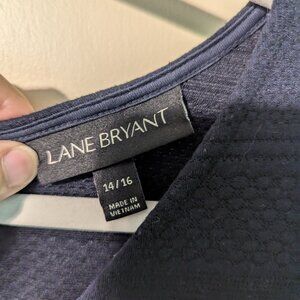 LANE BRYANT
14/16
MADE IN
VIETNAM